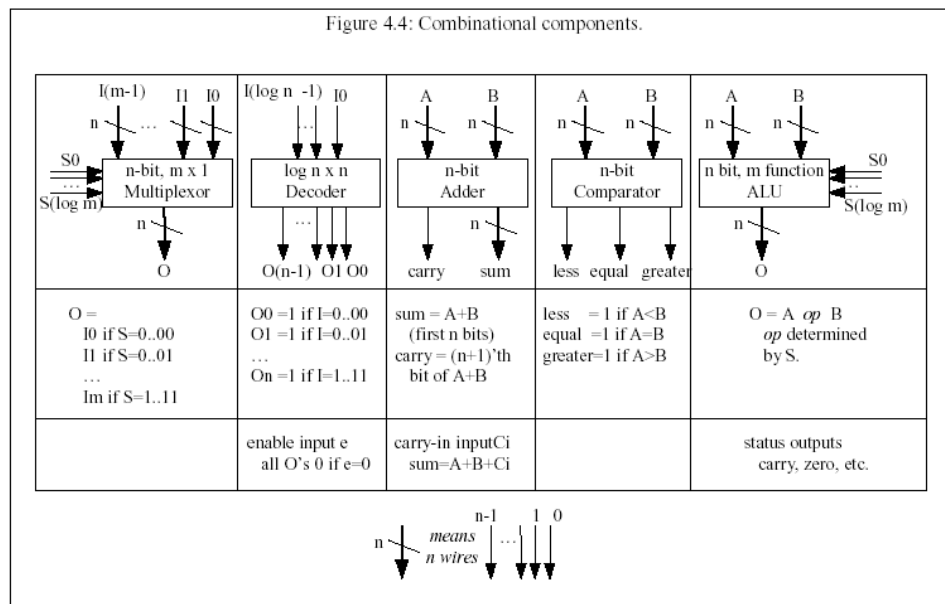 Figure 4.4: Combinational components.
I(m-1) I1 I0
n … 
n-bit, m x 1
Multiplexor
S0
…
S(log m)
n
O
I(log n -1) I0
…
log n x n
Decoder
…
O(n-1) O1 O0
A B
n n
n-bit
Adder
n
carry sum
A B
n n
n-bit
Comparator
less equal greater
A B
n n
n bit, m function
ALU
S0
…
S(log m)
n
O
O =
I0 if S=0..00
I1 if S=0..01
…
Im if S=1..11
O0 =1 if I=0..00
O1 =1 if I=0..01
…
On =1 if I=1..11
sum = A+B
(first n bits)
carry = (n+1)’th
bit of A+B
less = 1 if A<B
equal =1 if A=B
greater=1 if A>B
O = A op B
op determined
by S.
enable input e
all O’s 0 if e=0
carry-in inputCi
sum=A+B+Ci
status outputs
carry, zero, etc.
n means
n wires
n-1 1 0
…